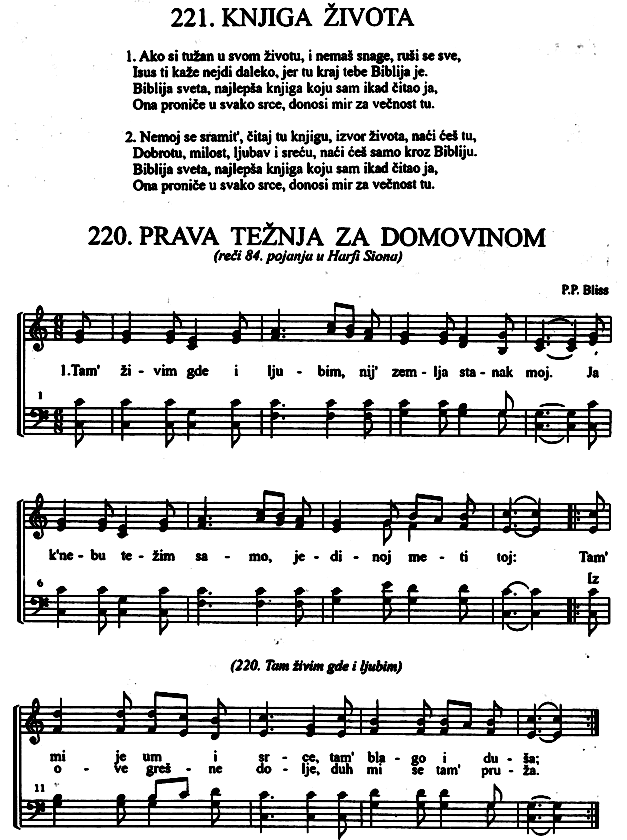 221. KNJIGA ŽIVOTA
1. Ako si tužan u svom životu, i nemaš snage, ruši se sve,
Isus ti kaže nejdi daleko, jer tu kraj tebe Biblija je.
Biblija sveta, najlepša knjiga koju sam ikad čitao ja,
Ona proniče u svako srce, donosi mir za večnost tu.
2. Nemoj se sramit', čitaj tu knjigu, izvor života, naći ćeš tu,
Dobrotu, milost, ljubav i sreću, naći ćeš samo kroz Bibliju.
Biblija sveta, najlepša knjiga koju sam ikad čitao ja,
Ona proniče u svako srce, donosi mir za večnost tu.
220. PRAVA TEŽNJA ZA DOMOVINOM
(reči 84. pojanja u Harfi Siona)
P.P. Bliss
1.Tam' ži - vim gde i lju - bim, nij' zem - lja sta - nak moj. Ja
1
k'ne - bu te - žim sa - mo, je - di - noj me - ti toj: Tam'
Iz
6
(220. Tam živim gde i ljubim)
mi je um i sr - ce, tam' bla - go i du - ša;
o - ve greš - ne do - lje, duh mi se tam' pru - ža.
11